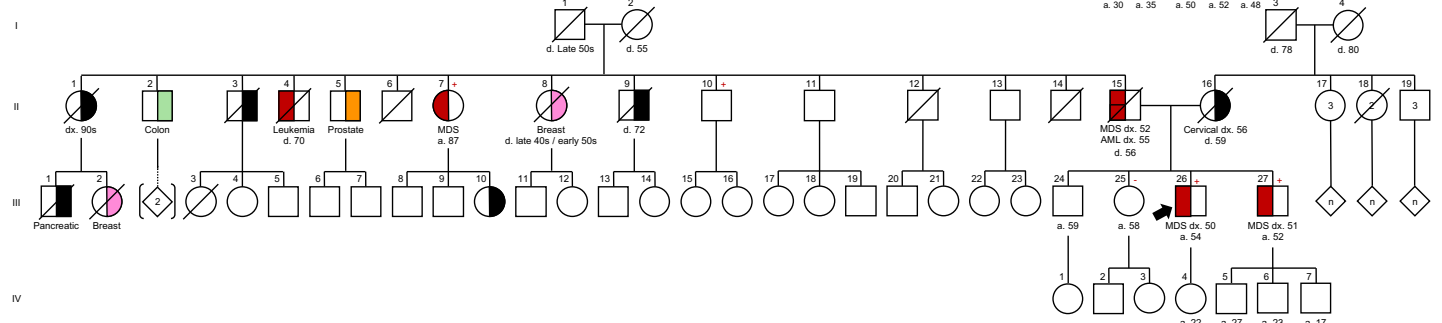 a. 30 a. 35 a. 50 a. 52 a. 48
1 2 3 4
I
d. Late 50s d. 55 d. 78 d. 80
1 2 3 4 5 6 7 + 8 9 10 + 11 12 13 14 15 16 17 18 19
II
3 2 3
dx. 90s Colon Leukemia Prostate MDS Breast d. 72 MDS dx. 52 Cervical dx. 56
d. 70 a. 87 d. late 40s / early 50s AML dx. 55 d. 59
d. 56
1 2 3 4 5 6 7 8 9 10 11 12 13 14 15 16 17 18 19 20 21 22 23 24 25 - 26 + 27 +
III
2 n n n
Pancreatic Breast a. 59 a. 58 MDS dx. 50 MDS dx. 51
a. 54 a. 52
1 2 3 4 5 6 7
IV
a. 22 a. 27 a. 23 a. 17